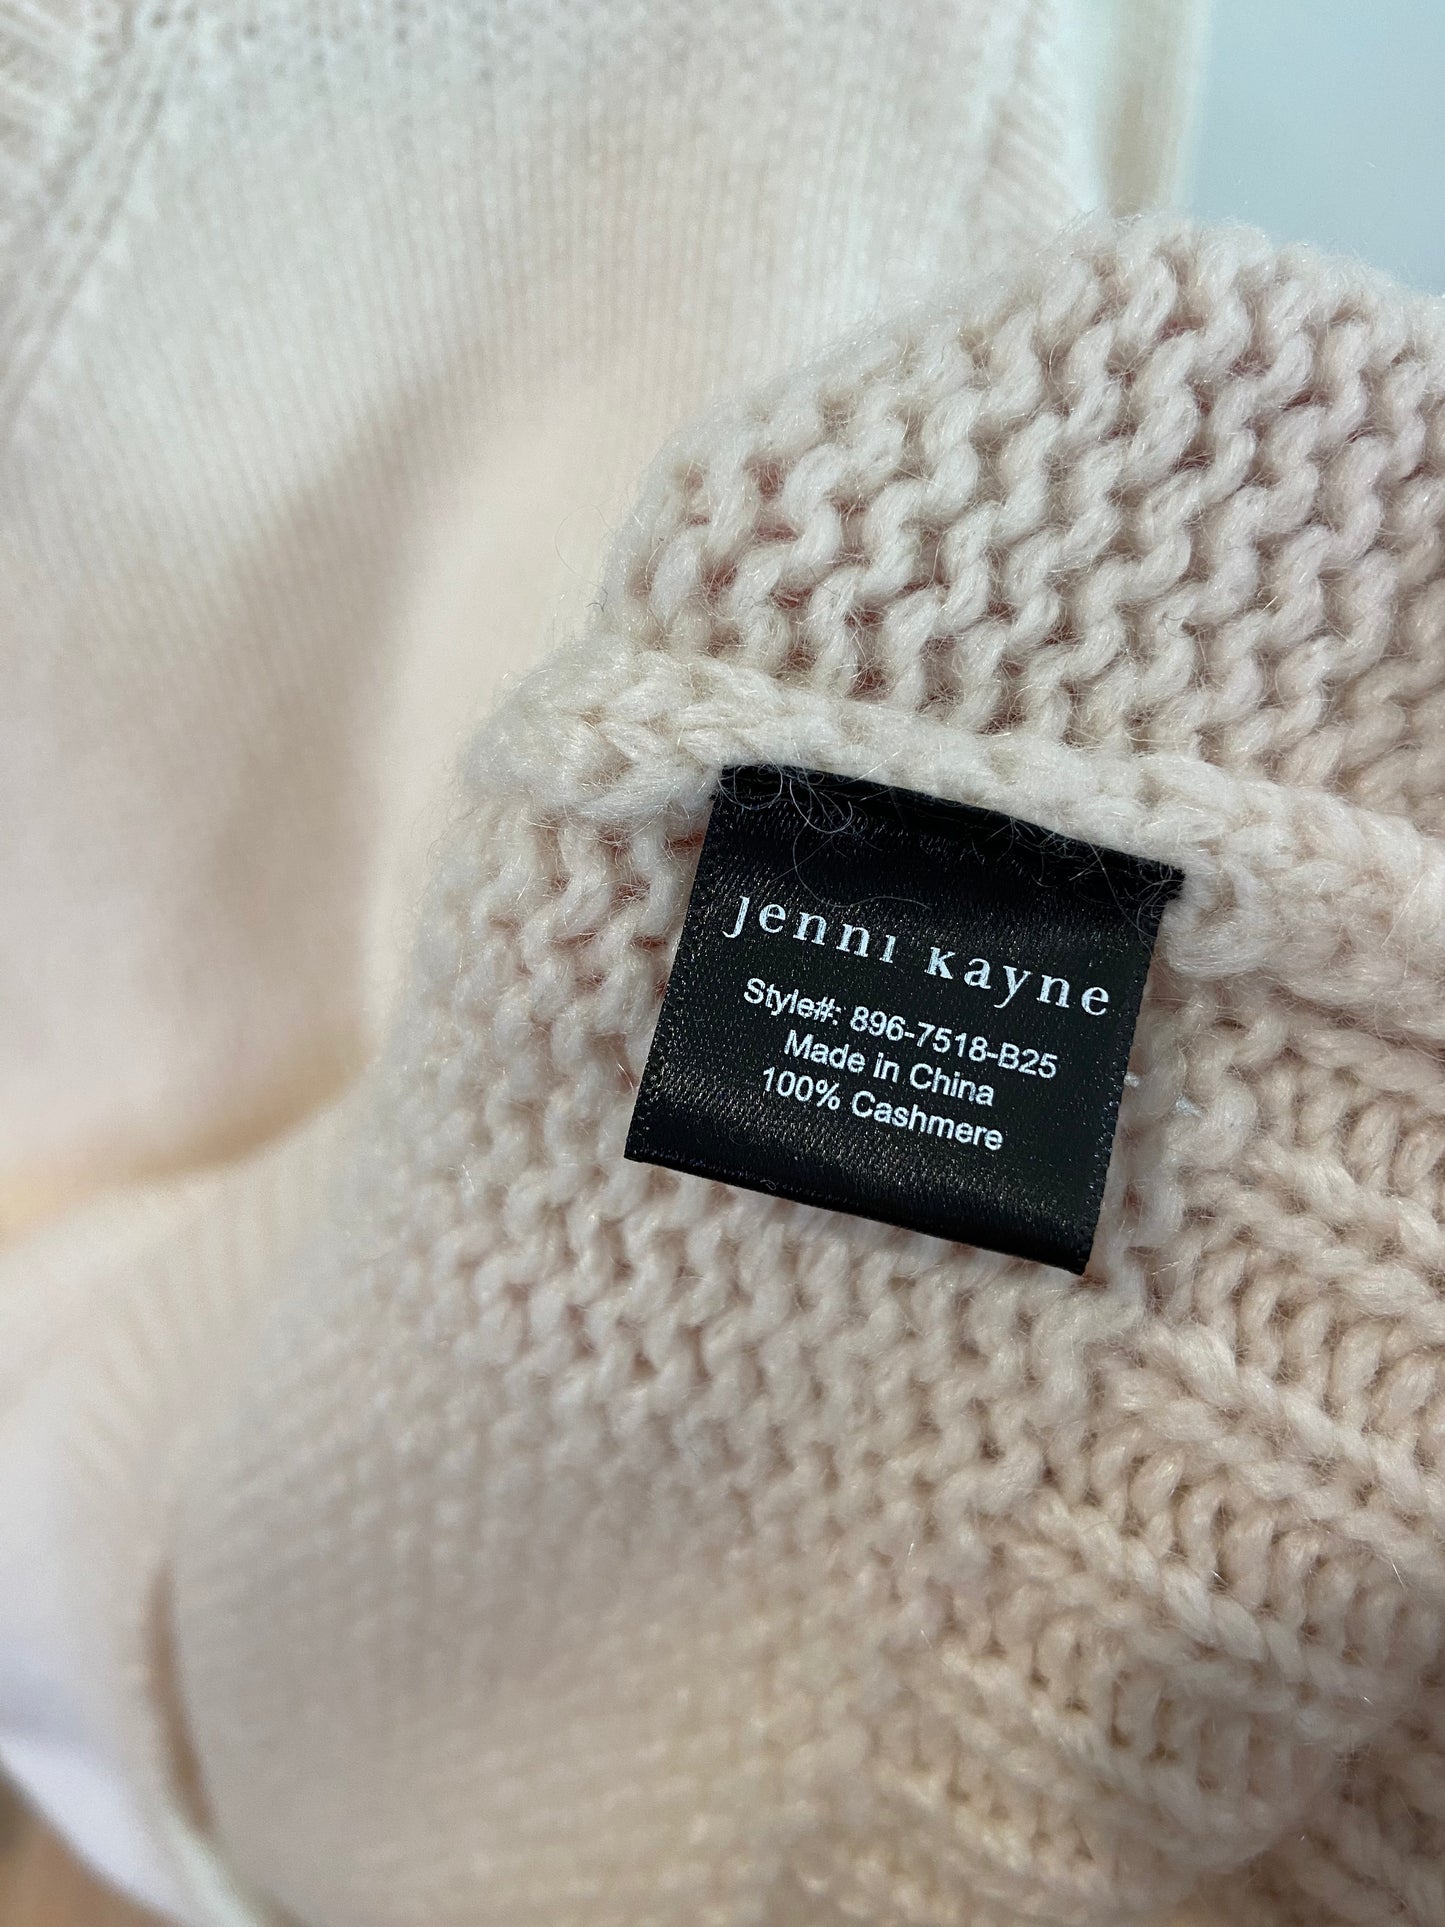 Jenni Kayne
Style#: 896-7518-B25
Made in China
100% Cashmere